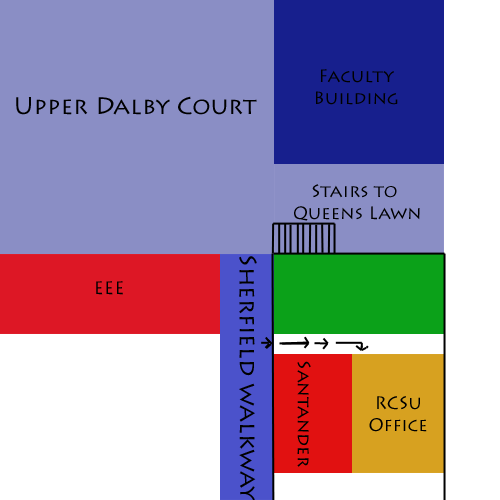 Upper Dalby Court
Faculty
Building
Stairs to
Queens Lawn
EEE
Sherfield walkway
Santander
RCSU
Office